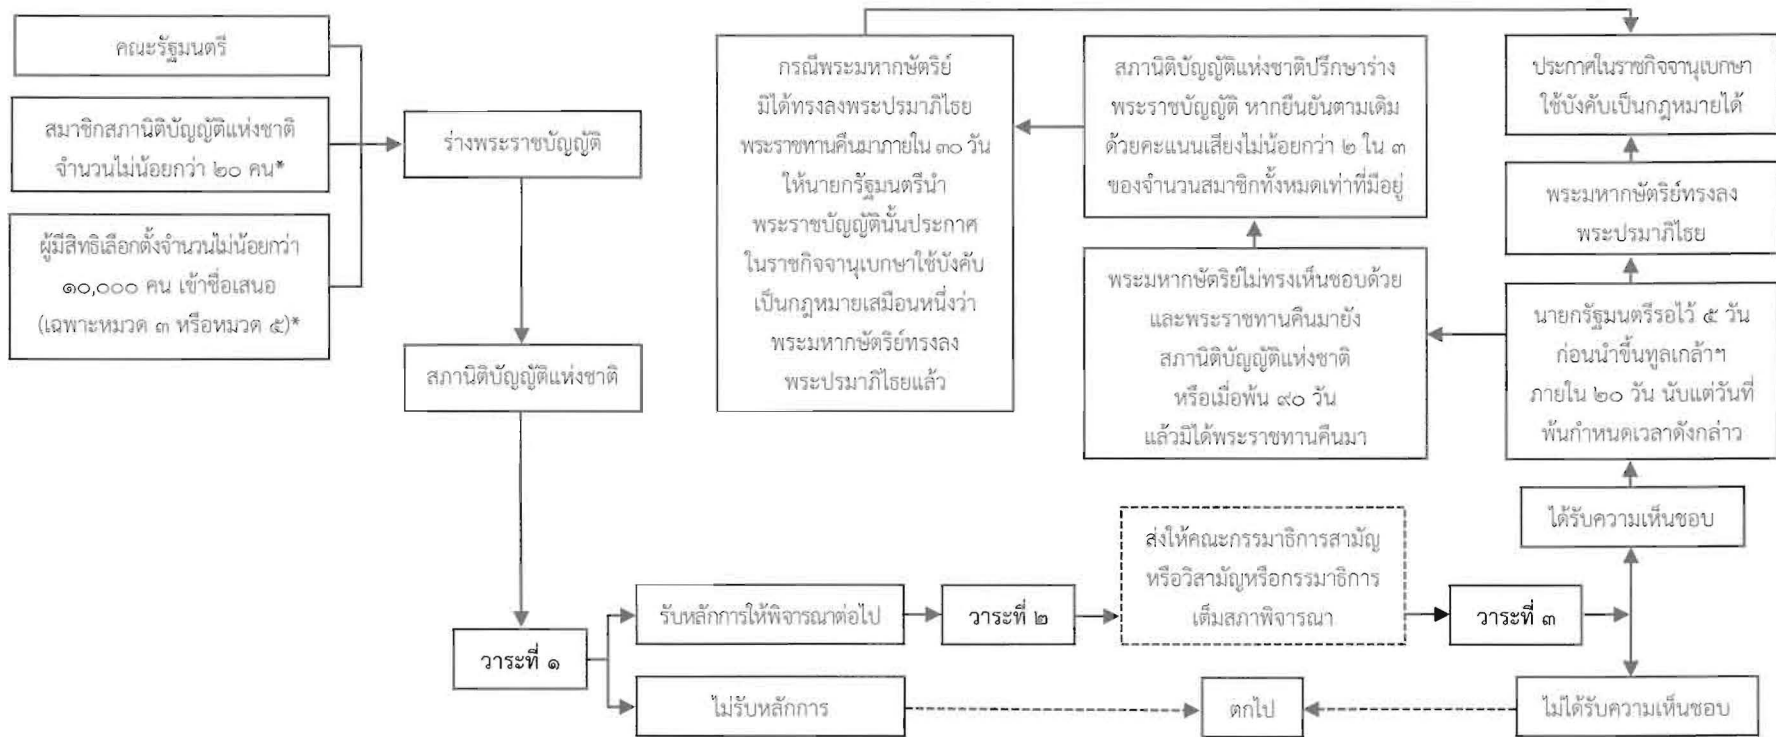 คณะรัฐมนตรี
สมาชิกสภานิติบัญญัติแห่งชาติ
จำนวนไม่น้อยกว่า ๒๐ คน*
ผู้มีสิทธิเลือกตั้งจำนวนไม่น้อยกว่า
๑๐,๐๐๐ คน เข้าชื่อเสนอ
(เฉพาะหมวด ๓ หรือหมวด ๕)*
ร่างพระราชบัญญัติ
สภานิติบัญญัติแห่งชาติ
วาระที่ ๑
รับหลักการให้พิจารณาต่อไป
ไม่รับหลักการ
วาระที่ ๒
ส่งให้คณะกรรมาธิการสามัญ
หรือวิสามัญหรือกรรมาธิการ
เต็มสภาพิจารณา
วาระที่ ๓
ตกไป
ไม่ได้รับความเห็นชอบ
ได้รับความเห็นชอบ
นายกรัฐมนตรีรอไว้ ๕ วัน
ก่อนนำขึ้นทูลเกล้าฯ
ภายใน ๒๐ วัน นับแต่วันที่
พ้นกำหนดเวลาดังกล่าว
พระมหากษัตริย์ทรงลง
พระปรมาภิไธย
ประกาศในราชกิจจานุเบกษา
ใช้บังคับเป็นกฎหมายได้
พระมหากษัตริย์ไม่ทรงเห็นชอบด้วย
และพระราชทานคืนมายัง
สภานิติบัญญัติแห่งชาติ
หรือเมื่อพ้น ๙๐ วัน
แล้วมิได้พระราชทานคืนมา
สภานิติบัญญัติแห่งชาติปรึกษาร่าง
พระราชบัญญัติ หากยืนยันตามเดิม
ด้วยคะแนนเสียงไม่น้อยกว่า ๒ ใน ๓
ของจำนวนสมาชิกทั้งหมดเท่าที่มีอยู่
กรณีพระมหากษัตริย์
มิได้ทรงลงพระปรมาภิไธย
พระราชทานคืนมาภายใน ๓๐ วัน
ให้นายกรัฐมนตรีนำ
พระราชบัญญัตินั้นประกาศ
ในราชกิจจานุเบกษาใช้บังคับ
เป็นกฎหมายเสมือนหนึ่งว่า
พระมหากษัตริย์ทรงลง
พระปรมาภิไธยแล้ว